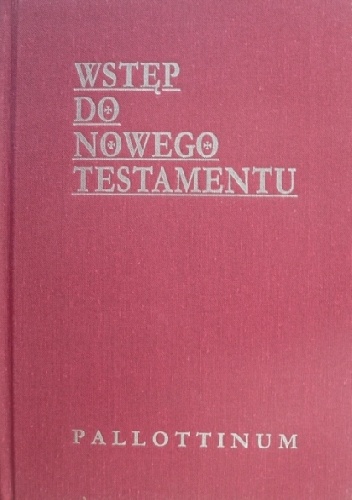 WSTĘP
DO
NOWEGO
TESTAMENTU
PALLOTTINUM